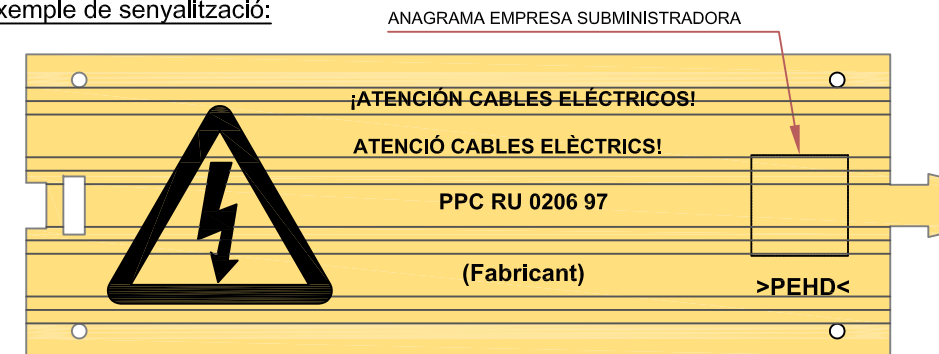 xemple de senyalització:
ANAGRAMA EMPRESA SUBMINISTRADORA
¡ATENCIÓN CABLES ELÉCTRICOS!
ATENCIÓ CABLES ELÈCTRICS!
PPC RU 0206 97
(Fabricant)
>PEHD<